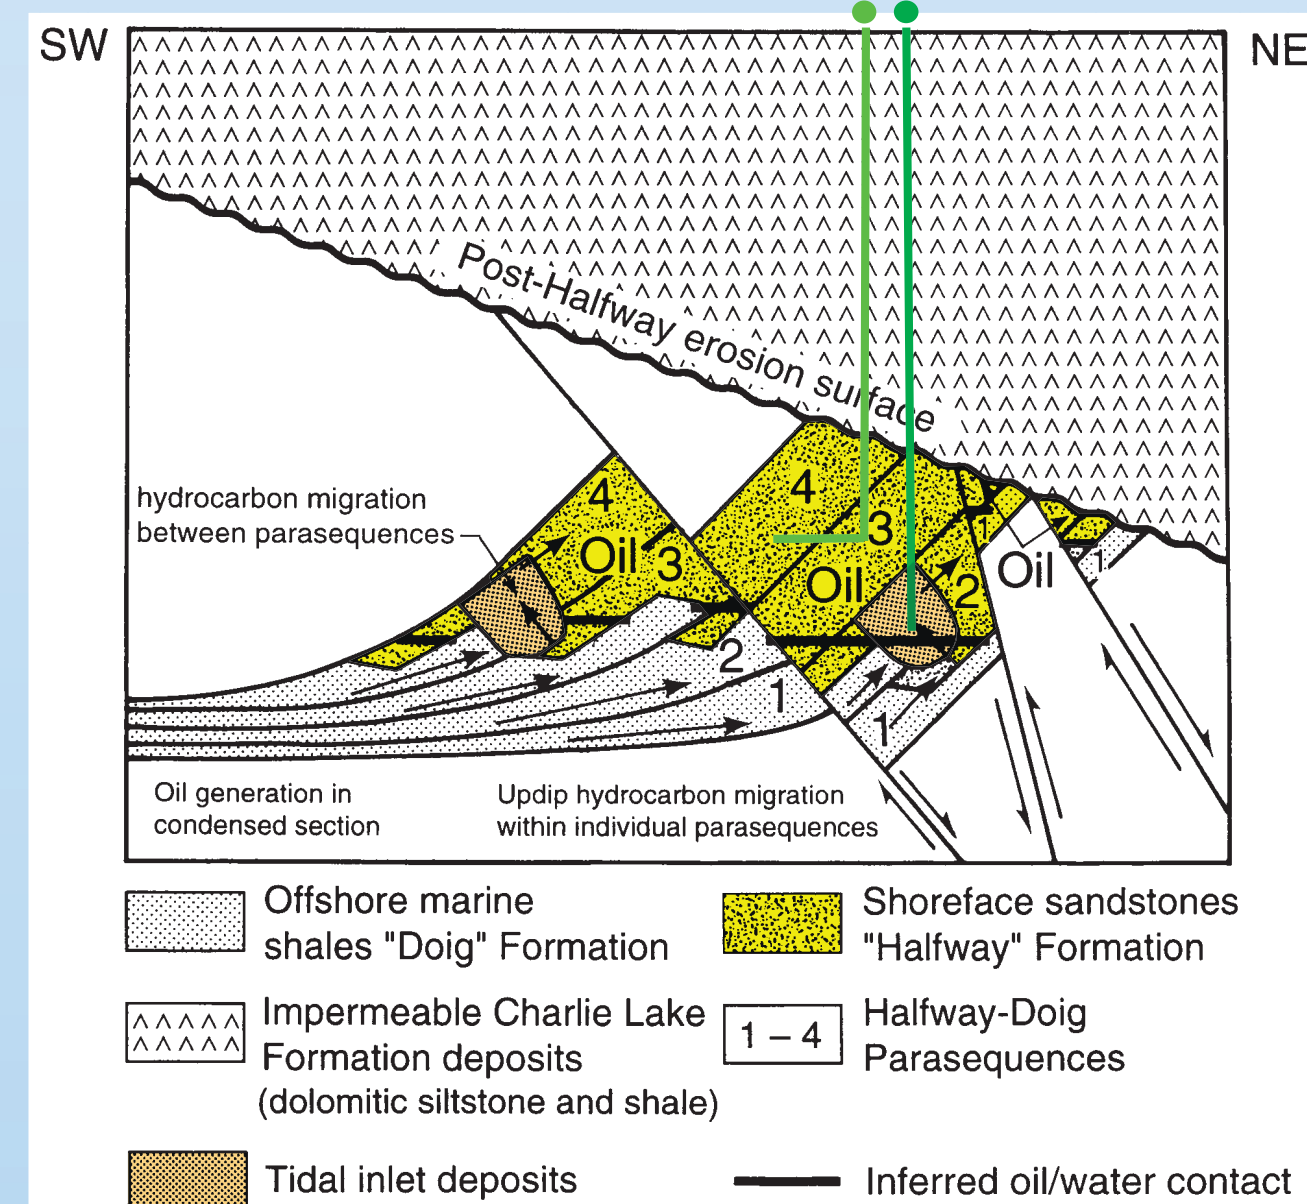 SW
NE
Post-Halfway erosion surface
hydrocarbon migration
between parasequences
4
Oil
3
4
3
Oil
2
1
Oil
1
2
1
1
Oil generation in
condensed section
Updip hydrocarbon migration
within individual parasequences
Offshore marine
shales "Doig" Formation
Shoreface sandstones
"Halfway" Formation
Impermeable Charlie Lake
Formation deposits
(dolomitic siltstone and shale)
1 – 4
Halfway-Doig
Parasequences
Tidal inlet deposits
Inferred oil/water contact